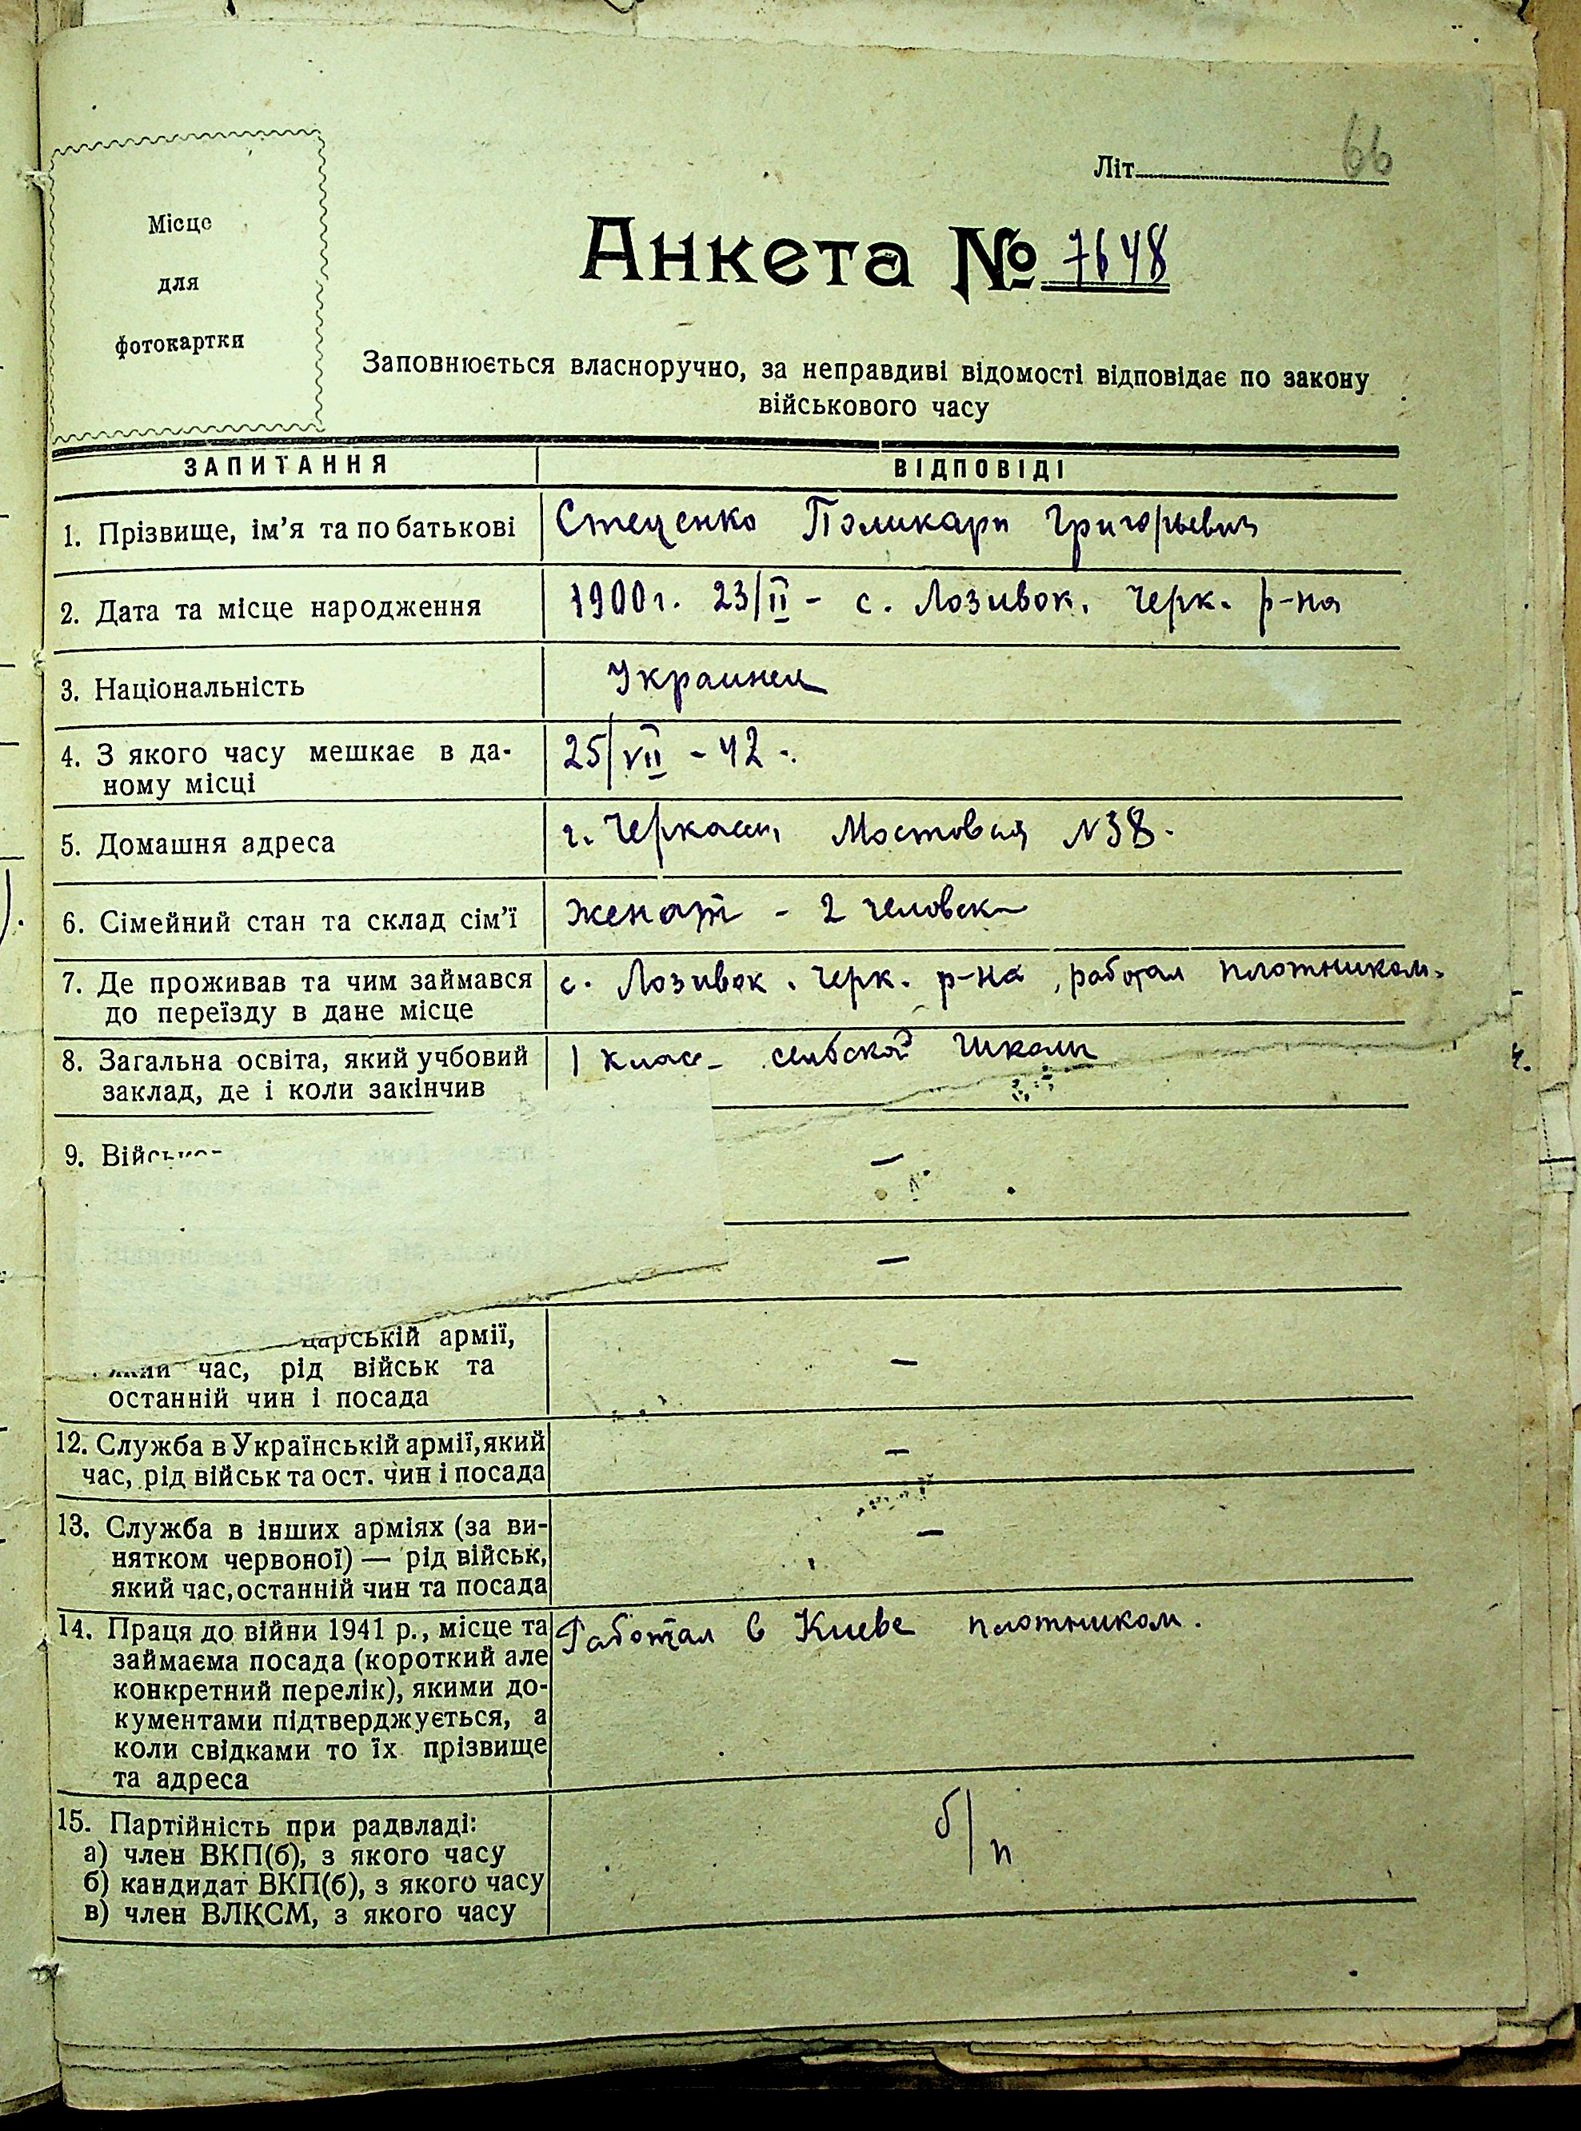 66
Літ.
Місце
для
фотокартки
Анкета № 7648
Заповнюється власноручно, за неправдиві відомості відповідає по закону
військового часу
ЗАПИТАННЯ ВІДПОВІДІ
1. Прізвище, ім’я та по батькові Стеценко Поликарп Григорьевич
2. Дата та місце народження 1900 г. 23/II - с. Лозивок. Черк. р-на
3. Національність Украинец
4. З якого часу мешкає в да-
ному місці 25/VII - 42.
5. Домашня адреса г. Черкассы Мостовая N 38.
6. Сімейний стан та склад сім’ї женат - 2 человек
7. Де проживав та чим займався
до переїзду в дане місце с. Лозивок. Черк. р-на, работал плотником.
8. Загальна освіта, який учбовий
заклад, де і коли закінчив 1 класс сельской школы
9. —
—
царській армії,
який час, рід військ та
останній чин і посада —
12. Служба в Українській армії, який
час, рід військ та ост. чин і посада —
13. Служба в інших арміях (за ви-
нятком червоної) — рід військ,
який час, останній чин та посада —
14. Праця до війни 1941 р., місце та Работал в Киеве плотником.
займаєма посада (короткий але
конкретний перелік), якими до-
кументами підтверджується, а
коли свідками то їх прізвище
та адреса
15. Партійність при радвладі:
а) член ВКП(б), з якого часу б/п
б) кандидат ВКП(б), з якого часу
в) член ВЛКСМ, з якого часу